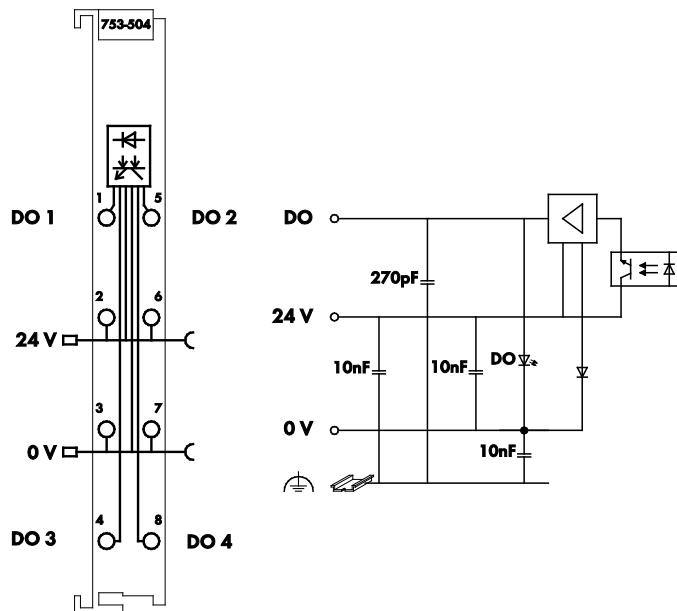 753-504
1 5
DO 1 DO 2 DO
270pF
2 6
24 V 24 V
10nF 10nF DO
3 7
0 V 0 V
10nF
4 8
DO 3 DO 4